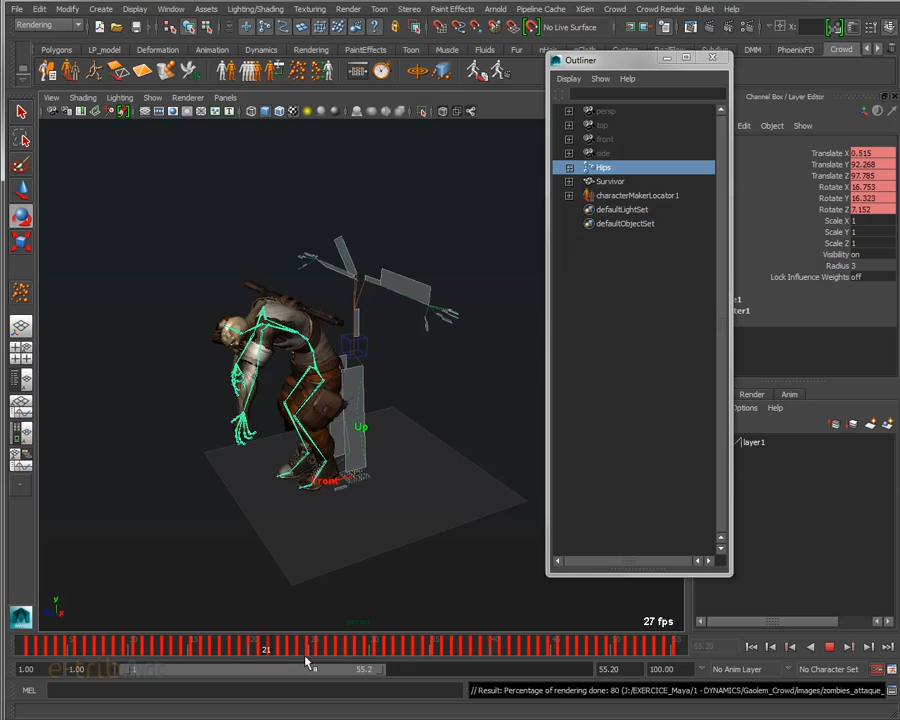 File Edit Modify Create Display Window Assets Lighting/Shading Texturing Render Toon Stereo Paint Effects Arnold Pipeline Cache XGen Crowd Crowd Render Bullet Help
Rendering No Live Surface
Polygons LP_model Deformation Animation Dynamics Rendering PaintEffects Toon Muscle Fluids Fur DMM PhoenixFD Crowd
Outliner
View Shading Lighting Show Renderer Panels
Display Show Help
Channel Box / Layer Editor
persp
top
front
side
Hips
Survivor
characterMakerLocator1
defaultLightSet
defaultObjectSet
Edit Object Show
Translate X 0.515
Translate Y 92.268
Translate Z 97.785
Rotate X 16.753
Rotate Y 16.323
Rotate Z 7.152
Scale X 1
Scale Y 1
Scale Z 1
Visibility on
Radius 3
Lock Influence Weights off
Render Anim
Options Help
layer1
Up
Front
y
x
persp
27 fps
21
55.20
1.00 1.00 1 55.2 55.20 100.00 No Anim Layer No Character Set
MEL // Result: Percentage of rendering done: 80 (J:/EXERCICE_Maya/1 - DYNAMICS/Gaolem_Crowd/images/zombies_attaque_